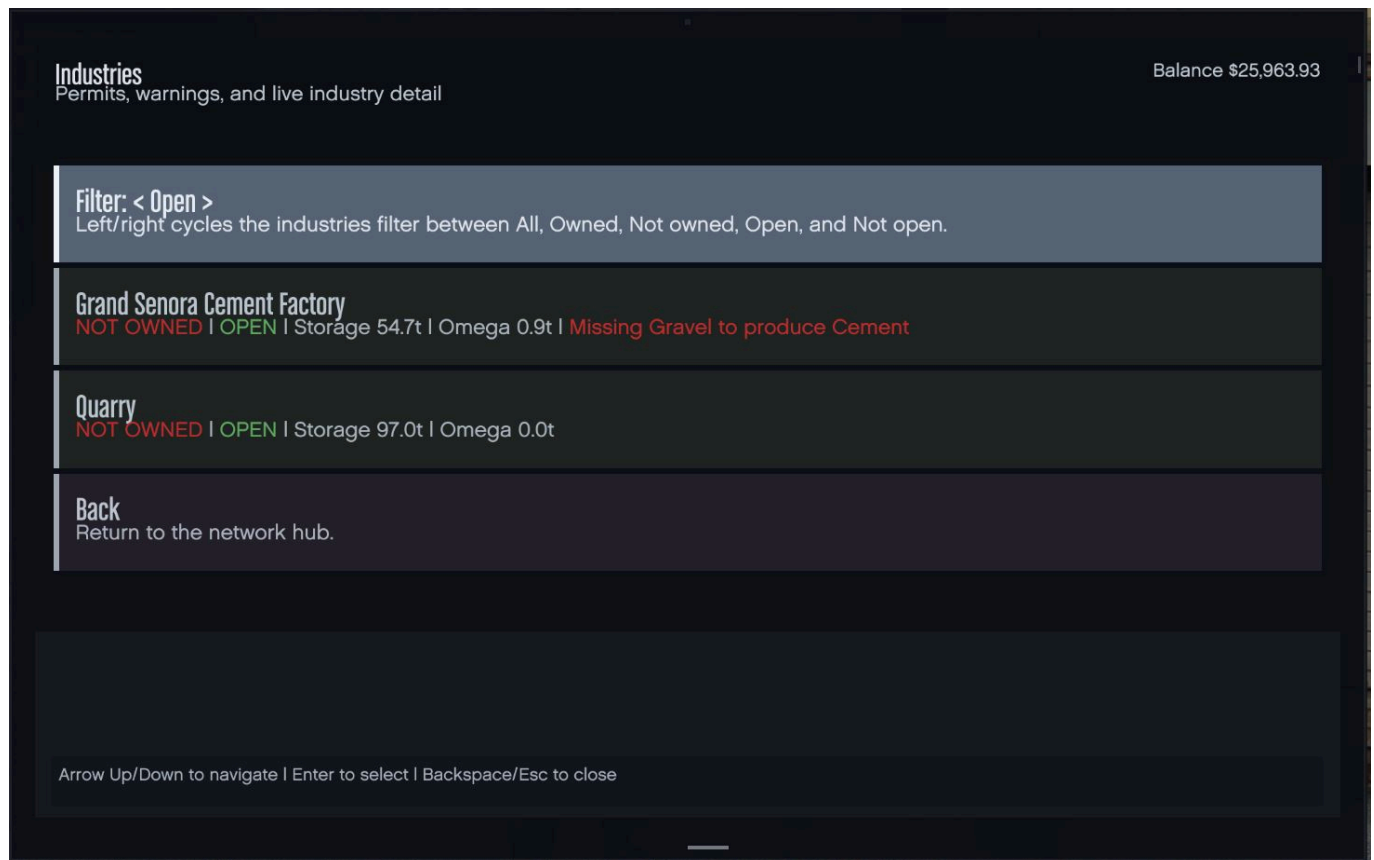 Industries
Balance $25,963.93
Permits, warnings, and live industry detail
Filter: < Open >
Left/right cycles the industries filter between All, Owned, Not owned, Open, and Not open.
Grand Senora Cement Factory
NOT OWNED | OPEN | Storage 54.7t | Omega 0.9t | Missing Gravel to produce Cement
Quarry
NOT OWNED | OPEN | Storage 97.0t | Omega 0.0t
Back
Return to the network hub.
Arrow Up/Down to navigate | Enter to select | Backspace/Esc to close